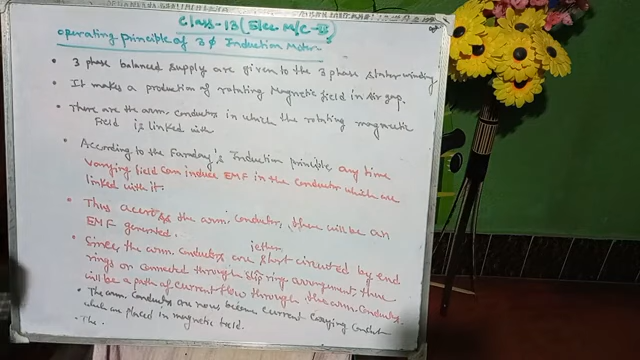 Class-13 (Elec. M/C-II)
Operating Principle of 3 φ Induction Motor
• 3 phase balanced supply are given to the 3 phase stator winding
• It makes a production of rotating Magnetic field in Air gap.
• There are the arm. conductors in which the rotating magnetic
field is linked with
• According to the Faraday's Induction principle any time
varying field can induce EMF in the conductor which are
linked with it.
• Thus across the arm. conductors, there will be an
EMF generated.
• Since the arm. conductors are short circuited by end
rings or connected through slip ring arrangement, there
will be a path of current flow through the arm. conductors.
• The arm. conductors are now become current carrying
which are placed in magnetic field.
• The.